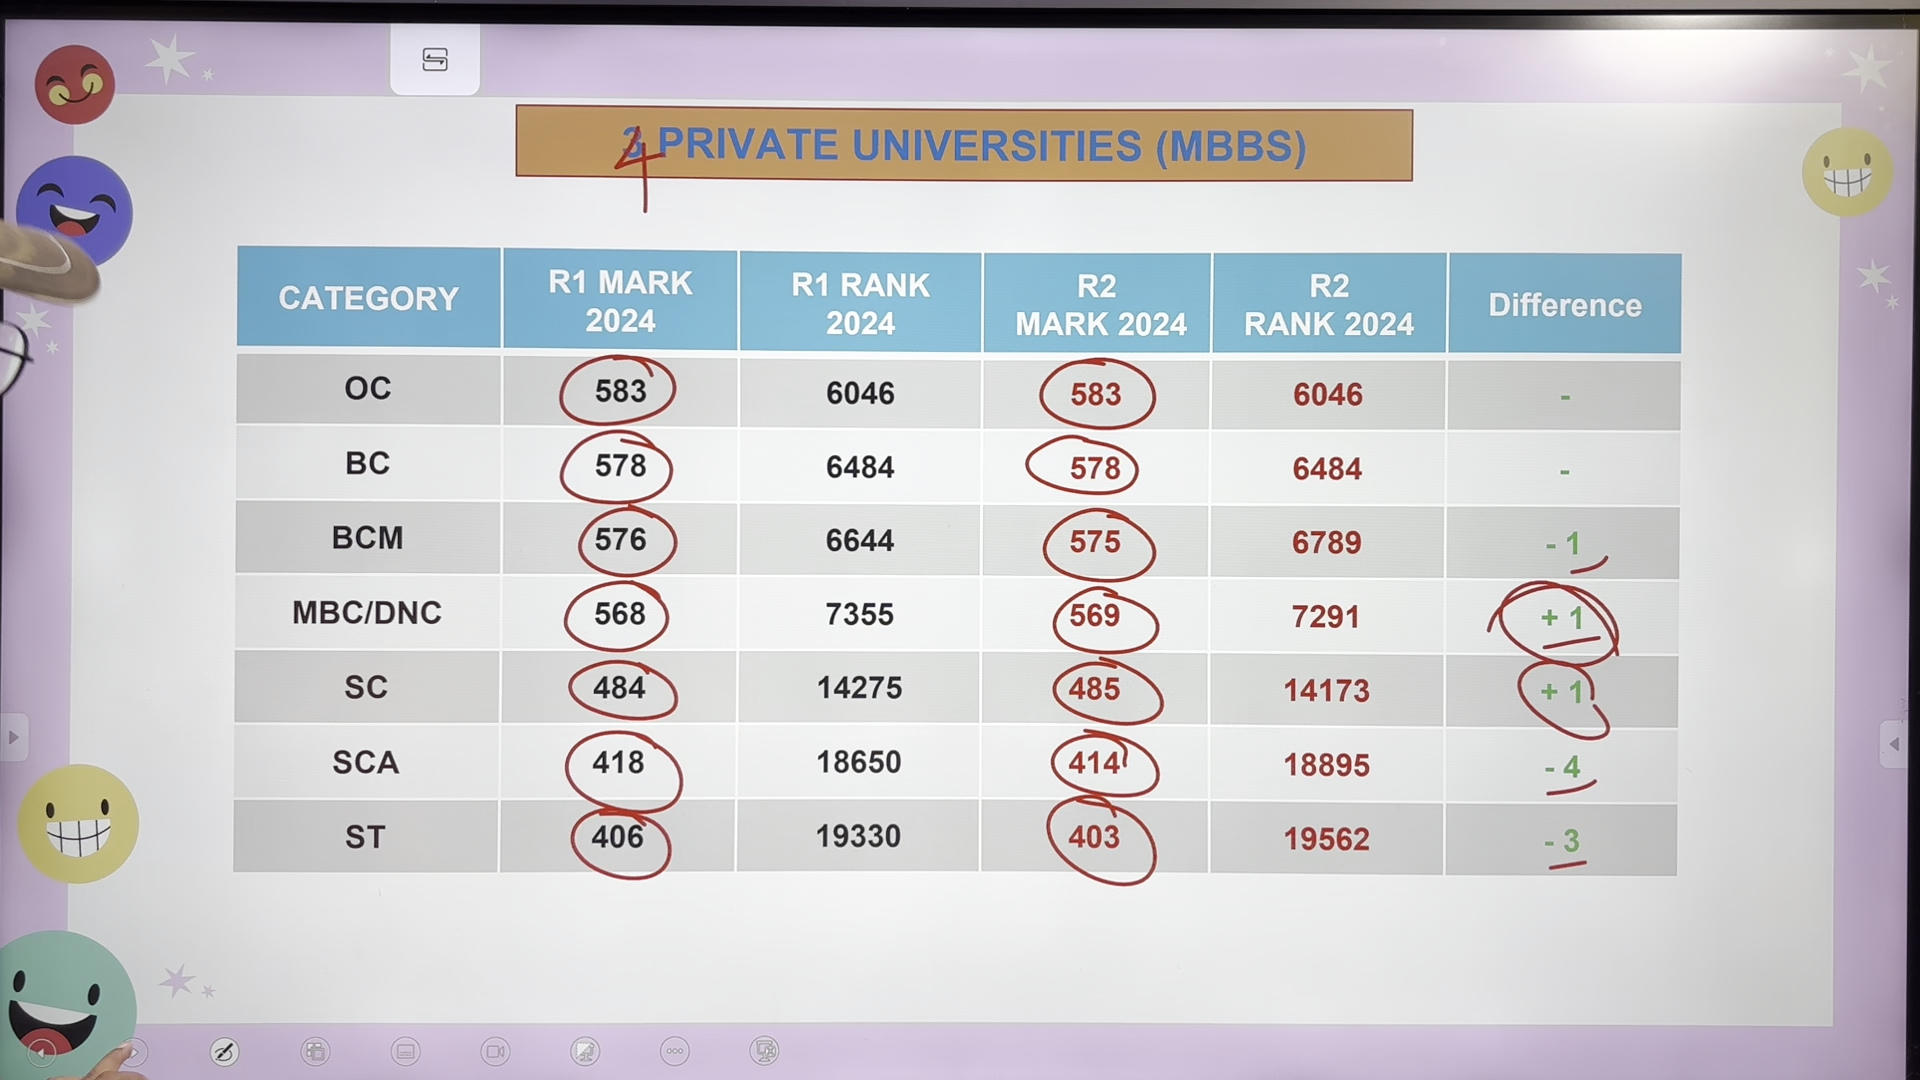 3 PRIVATE UNIVERSITIES (MBBS)
4
CATEGORY R1 MARK 2024 R1 RANK 2024 R2 MARK 2024 R2 RANK 2024 Difference
OC 583 6046 583 6046 -
BC 578 6484 578 6484 -
BCM 576 6644 575 6789 - 1
MBC/DNC 568 7355 569 7291 + 1
SC 484 14275 485 14173 + 1
SCA 418 18650 414 18895 - 4
ST 406 19330 403 19562 - 3